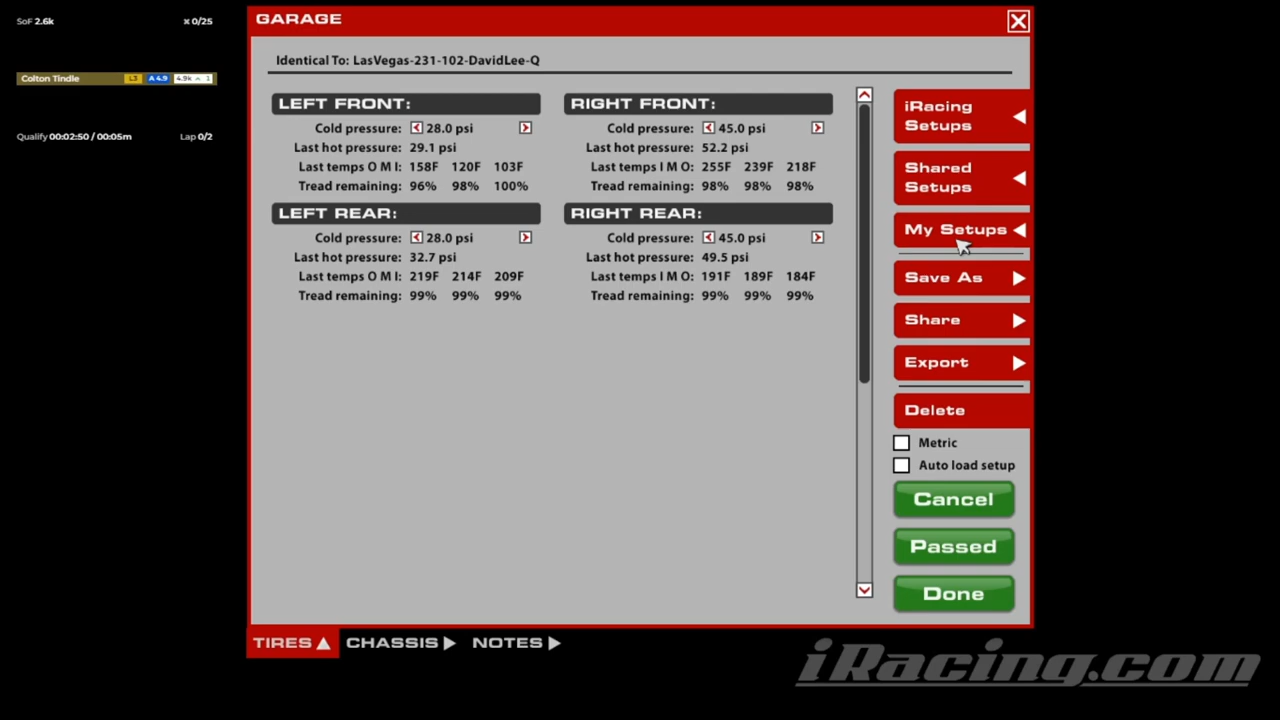 SoF 2.6k
x 0/25
Colton Tindle L3 A 4.9 4.9k 1
Qualify 00:02:50 / 00:05m Lap 0/2
GARAGE
Identical To: LasVegas-231-102-DavidLee-Q
LEFT FRONT:
Cold pressure: 28.0 psi
Last hot pressure: 29.1 psi
Last temps O M I: 158F 120F 103F
Tread remaining: 96% 98% 100%
RIGHT FRONT:
Cold pressure: 45.0 psi
Last hot pressure: 52.2 psi
Last temps I M O: 255F 239F 218F
Tread remaining: 98% 98% 98%
LEFT REAR:
Cold pressure: 28.0 psi
Last hot pressure: 32.7 psi
Last temps O M I: 219F 214F 209F
Tread remaining: 99% 99% 99%
RIGHT REAR:
Cold pressure: 45.0 psi
Last hot pressure: 49.5 psi
Last temps I M O: 191F 189F 184F
Tread remaining: 99% 99% 99%
iRacing
Setups
Shared
Setups
My Setups
Save As
Share
Export
Delete
Metric
Auto load setup
Cancel
Passed
Done
TIRES CHASSIS NOTES
iRacing.com